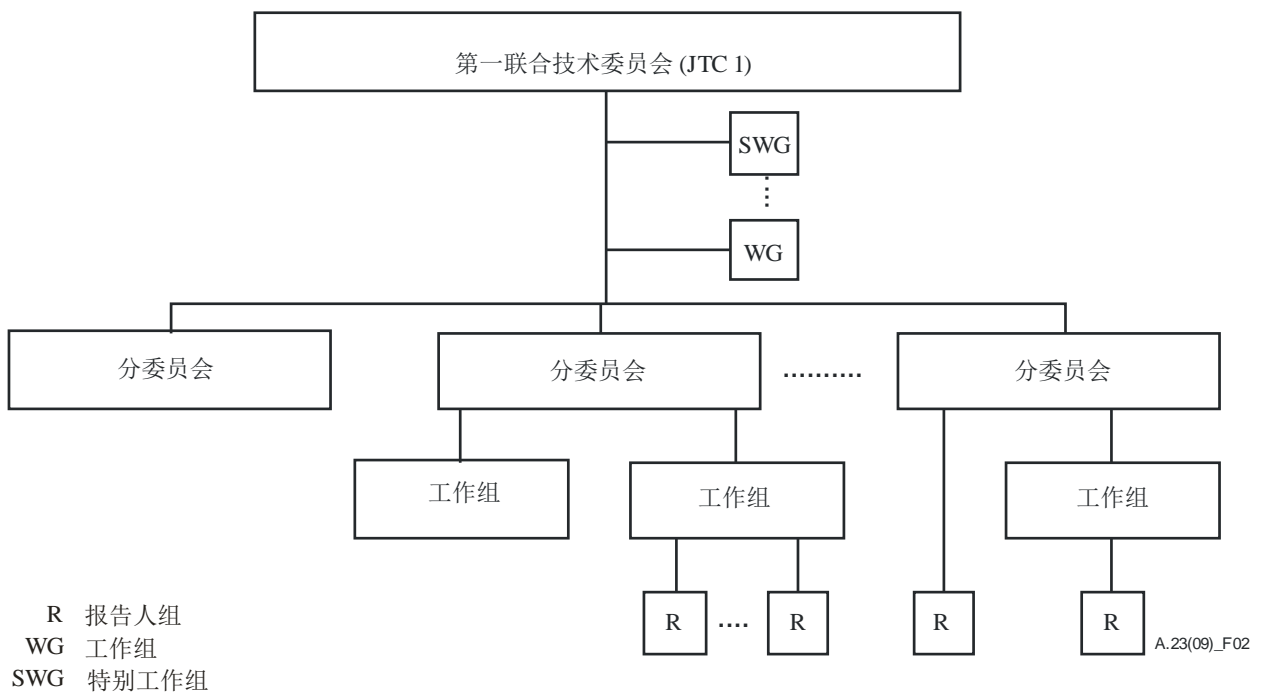 第一联合技术委员会 (JTC 1)
SWG
WG
分委员会
分委员会
..........
分委员会
工作组
工作组
工作组
R
....
R
R
R
R 报告人组
WG 工作组
SWG 特别工作组
A.23(09)_F02